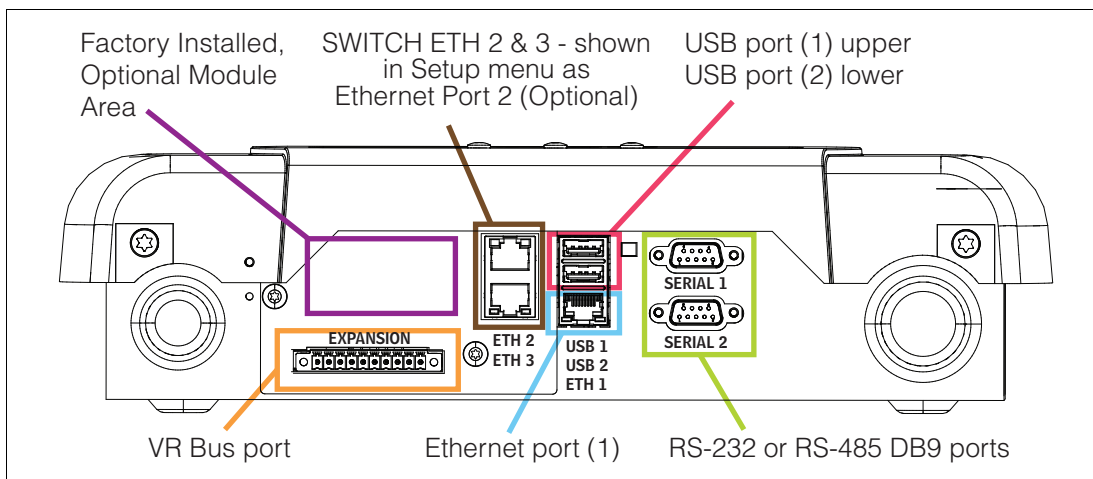 Factory Installed,
Optional Module
Area
SWITCH ETH 2 & 3 - shown
in Setup menu as
Ethernet Port 2 (Optional)
USB port (1) upper
USB port (2) lower
SERIAL 1
SERIAL 2
EXPANSION
ETH 2
ETH 3
USB 1
USB 2
ETH 1
VR Bus port
Ethernet port (1)
RS-232 or RS-485 DB9 ports